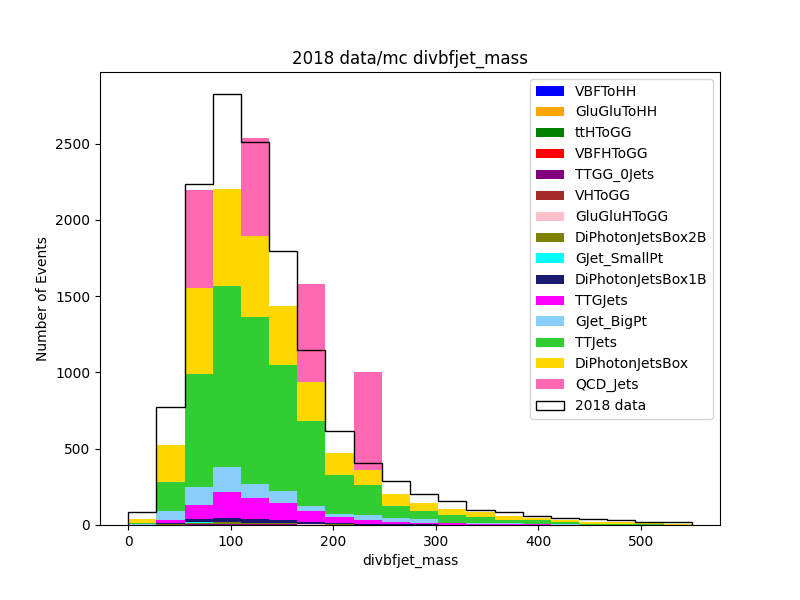 2018 data/mc divbfjet_mass
Number of Events
2500
2000
1500
1000
500
0
0
100
200
300
400
500
divbfjet_mass
VBFToHH
GluGluToHH
ttHToGG
VBFHToGG
TTGG_0Jets
VHToGG
GluGluHToGG
DiPhotonJetsBox2B
GJet_SmallPt
DiPhotonJetsBox1B
TTGJets
GJet_BigPt
TTJets
DiPhotonJetsBox
QCD_Jets
2018 data